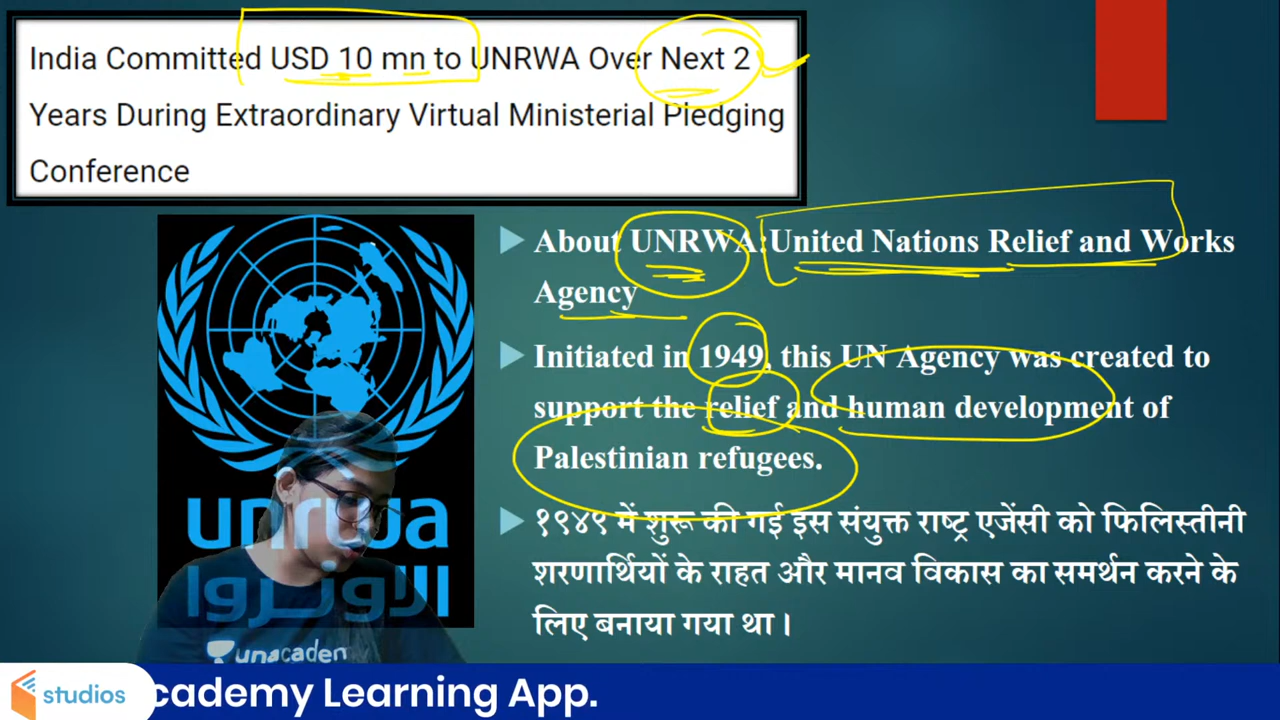 India Committed USD 10 mn to UNRWA Over Next 2
Years During Extraordinary Virtual Ministerial Pledging
Conference
About UNRWA:United Nations Relief and Works
Agency
Initiated in 1949, this UN Agency was created to
support the relief and human development of
Palestinian refugees.
१९४९ में शुरू की गई इस संयुक्त राष्ट्र एजेंसी को फिलिस्तीनी
शरणार्थियों के राहत और मानव विकास का समर्थन करने के
लिए बनाया गया था।
unrwa
الاونروا
unacadem
studios
cademy Learning App.